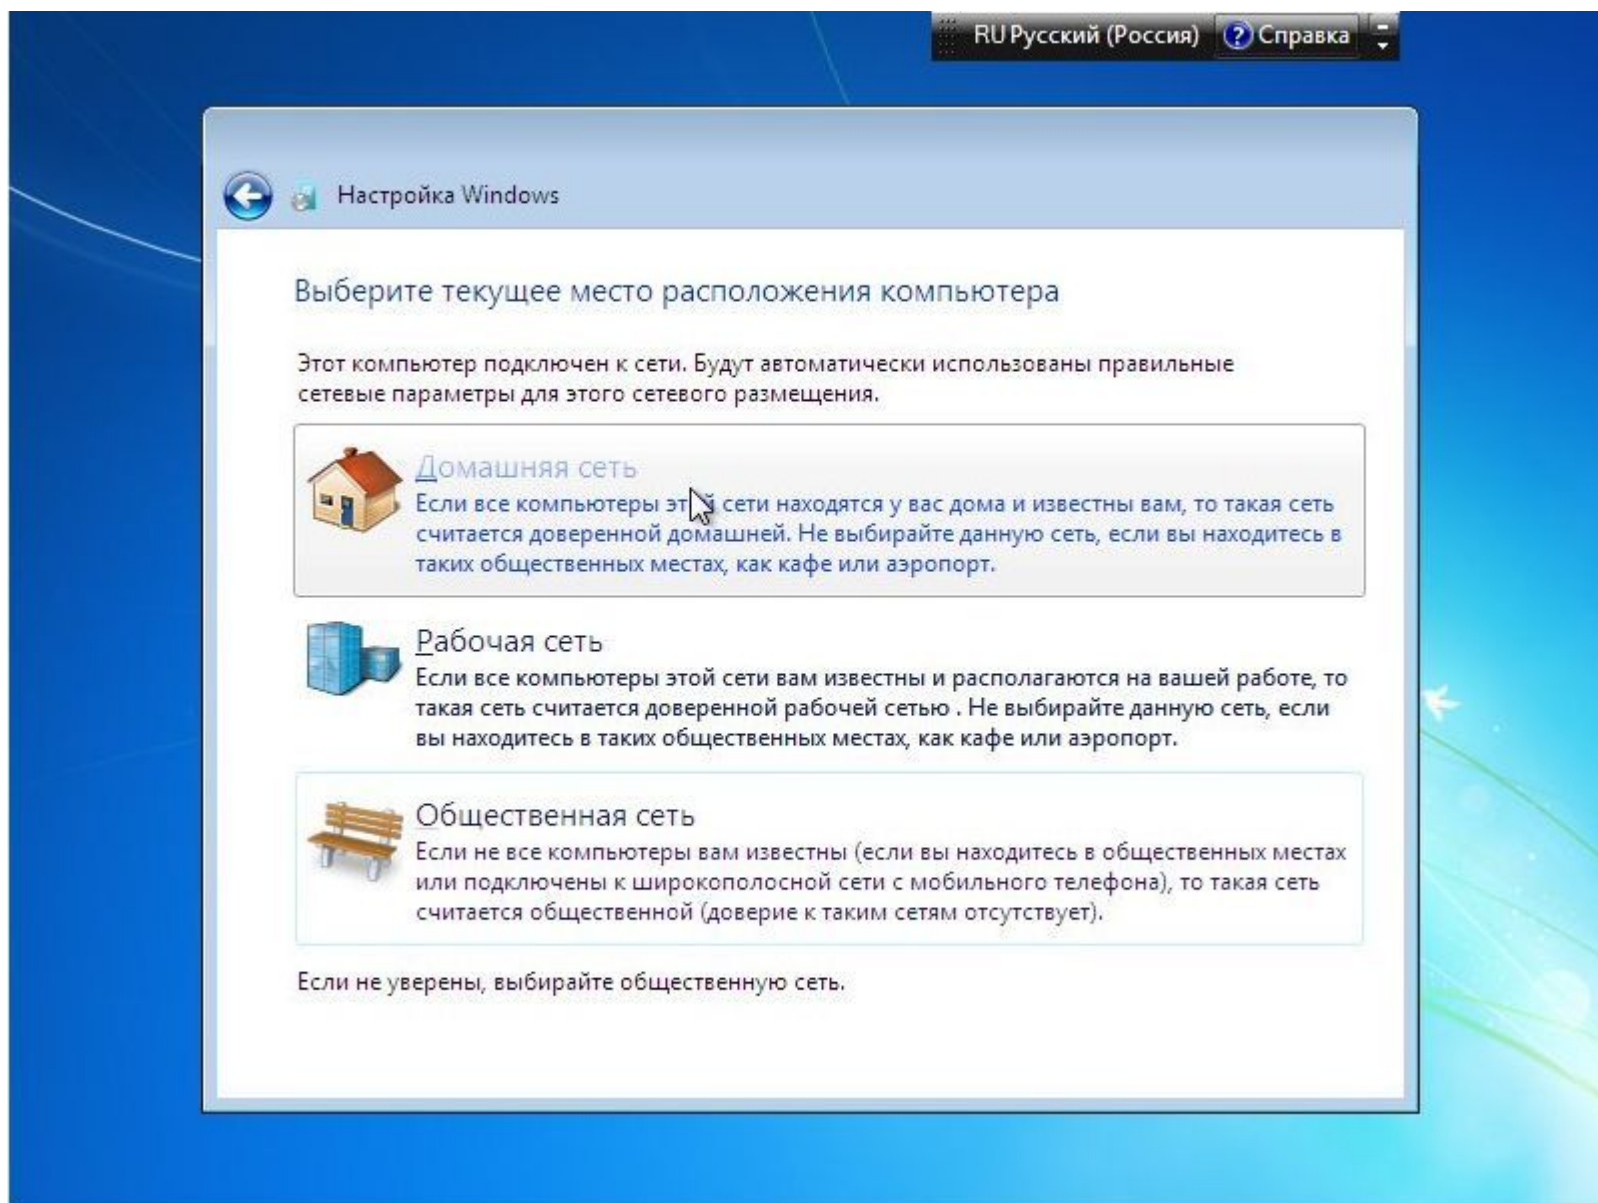 RU Русский (Россия) ? Справка
Настройка Windows
Выберите текущее место расположения компьютера
Этот компьютер подключен к сети. Будут автоматически использованы правильные
сетевые параметры для этого сетевого размещения.
Домашняя сеть
Если все компьютеры этой сети находятся у вас дома и известны вам, то такая сеть
считается доверенной домашней. Не выбирайте данную сеть, если вы находитесь в
таких общественных местах, как кафе или аэропорт.
Рабочая сеть
Если все компьютеры этой сети вам известны и располагаются на вашей работе, то
такая сеть считается доверенной рабочей сетью . Не выбирайте данную сеть, если
вы находитесь в таких общественных местах, как кафе или аэропорт.
Общественная сеть
Если не все компьютеры вам известны (если вы находитесь в общественных местах
или подключены к широкополосной сети с мобильного телефона), то такая сеть
считается общественной (доверие к таким сетям отсутствует).
Если не уверены, выбирайте общественную сеть.